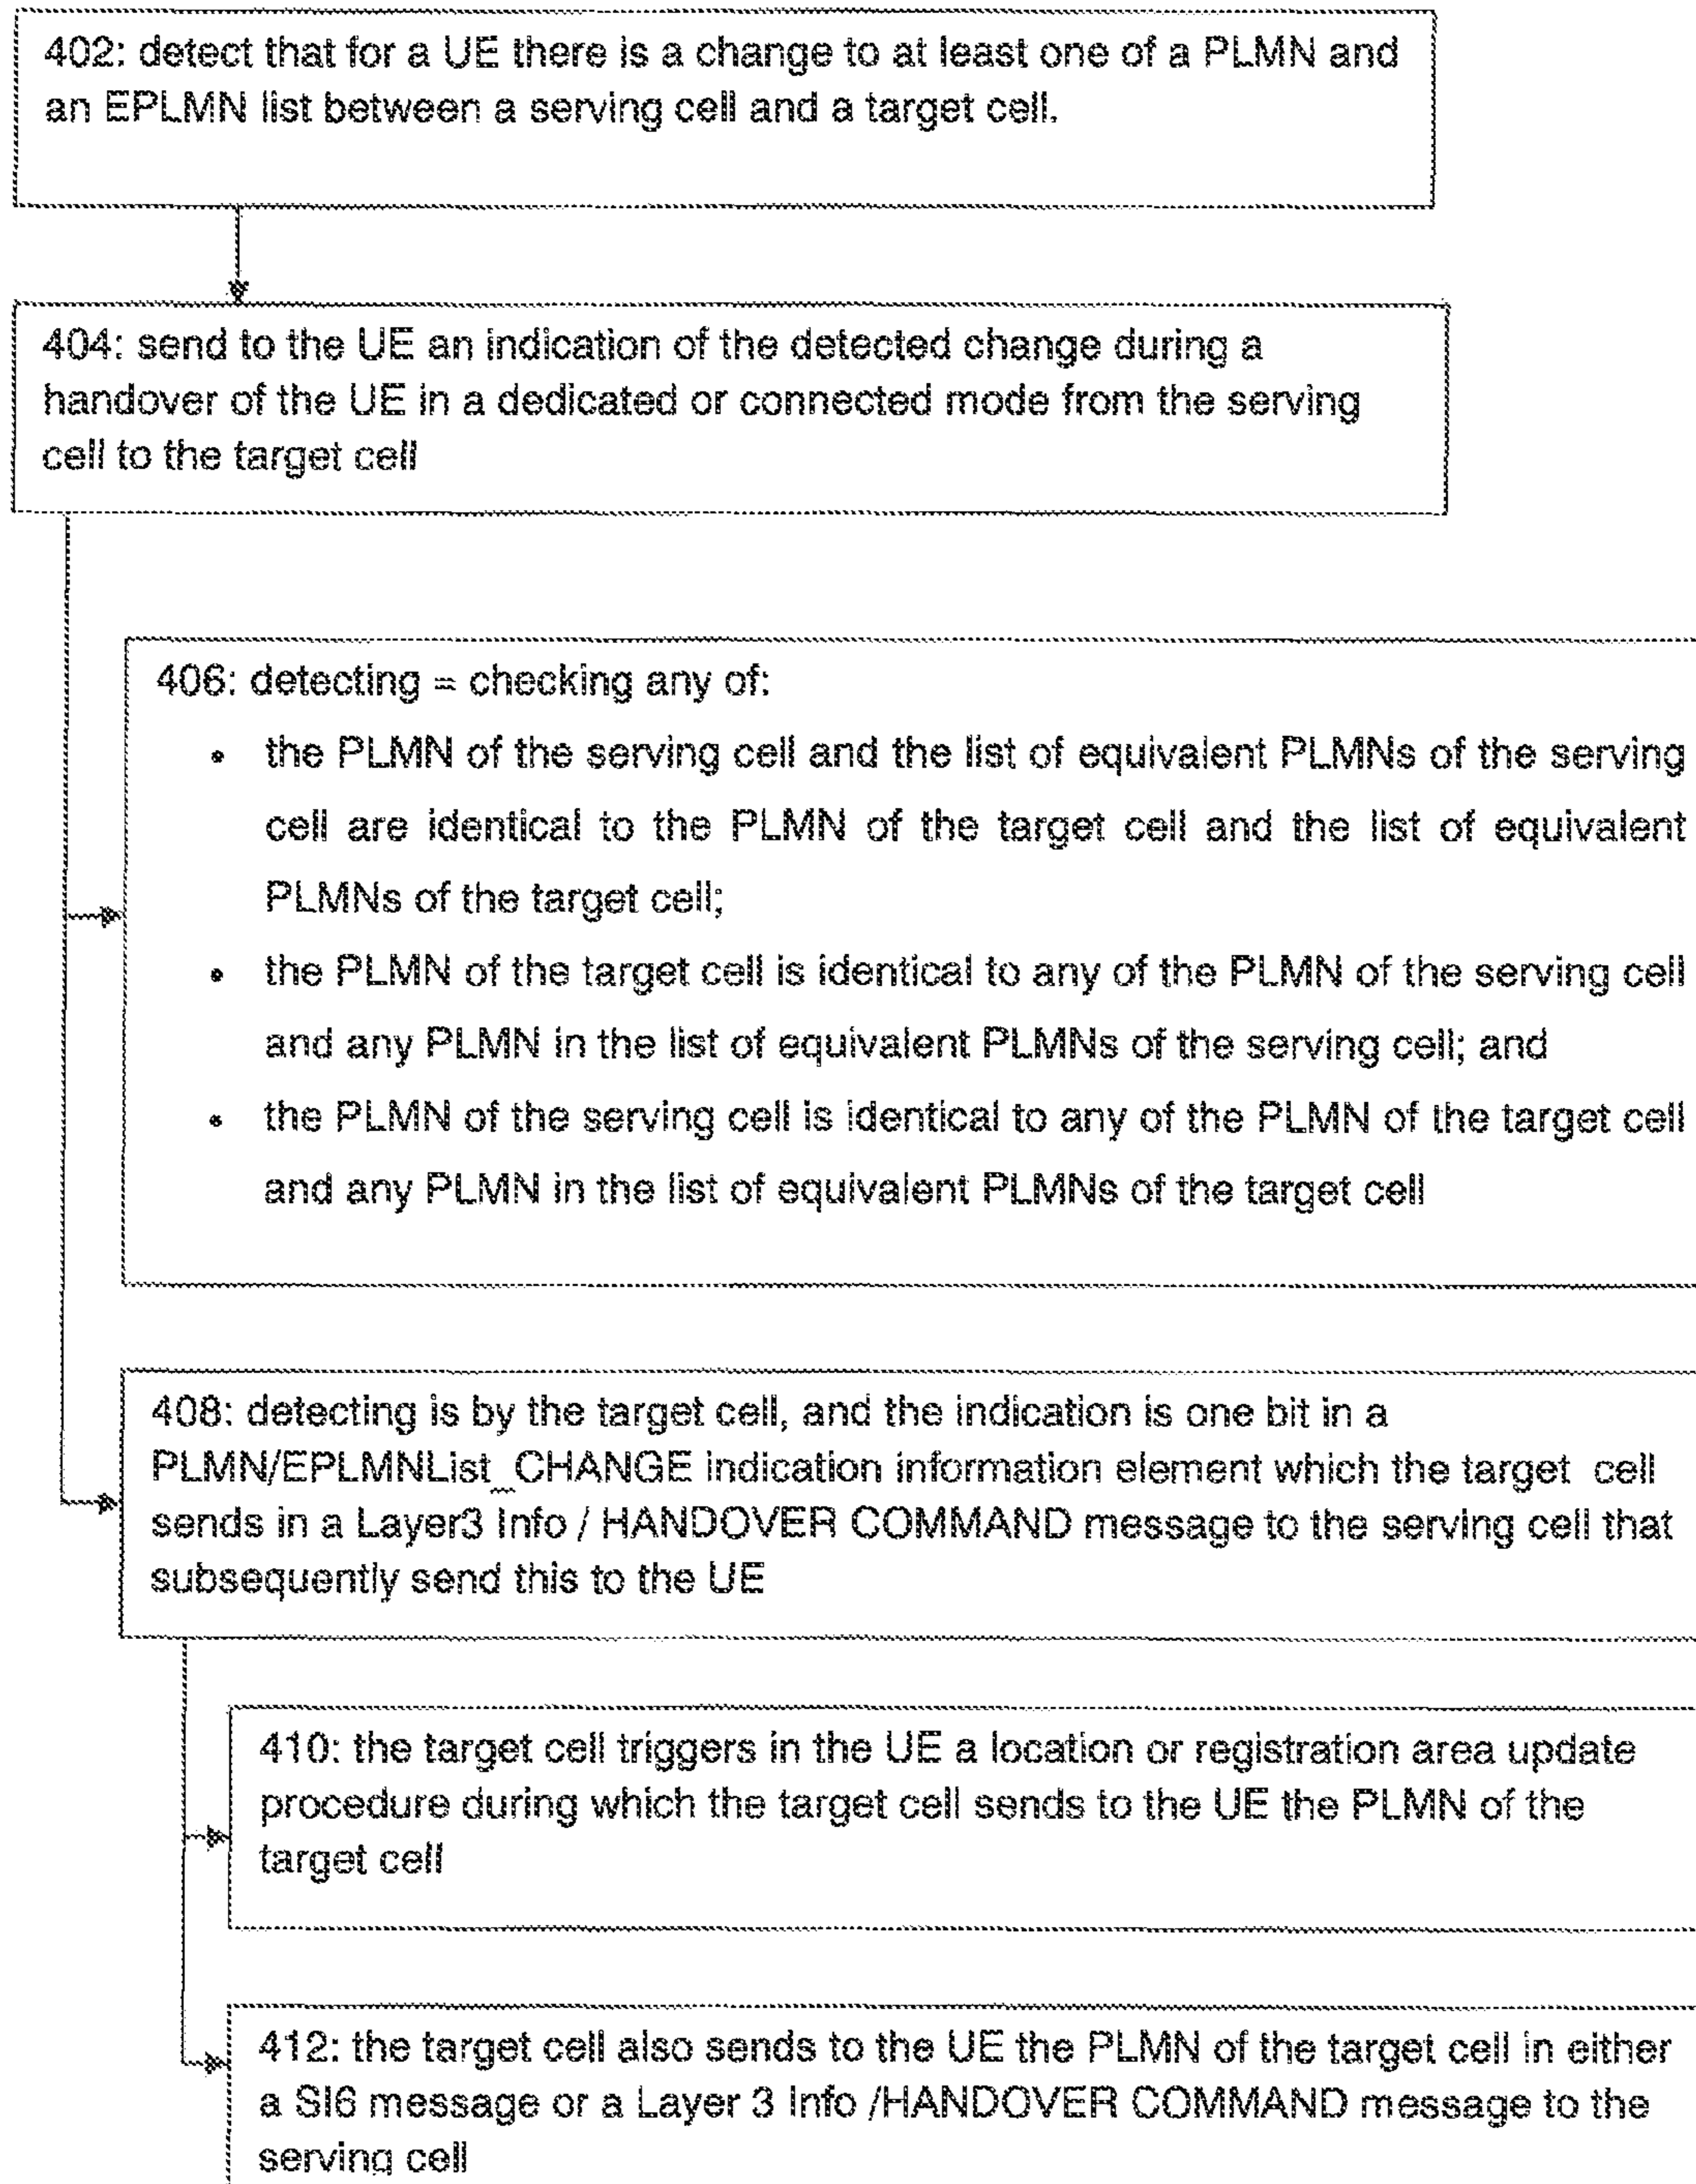 402: detect that for a UE there is a change to at least one of a PLMN and
an EPLMN list between a serving cell and a target cell.
404: send to the UE an indication of the detected change during a
handover of the UE in a dedicated or connected mode from the serving
cell to the target cell
406: detecting = checking any of:
• the PLMN of the serving cell and the list of equivalent PLMNs of the serving
cell are identical to the PLMN of the target cell and the list of equivalent
PLMNs of the target cell;
• the PLMN of the target cell is identical to any of the PLMN of the serving cell
and any PLMN in the list of equivalent PLMNs of the serving cell; and
• the PLMN of the serving cell is identical to any of the PLMN of the target cell
and any PLMN in the list of equivalent PLMNs of the target cell
408: detecting is by the target cell, and the indication is one bit in a
PLMN/EPLMNList_CHANGE indication information element which the target cell
sends in a Layer3 Info / HANDOVER COMMAND message to the serving cell that
subsequently send this to the UE
410: the target cell triggers in the UE a location or registration area update
procedure during which the target cell sends to the UE the PLMN of the
target cell
412: the target cell also sends to the UE the PLMN of the target cell in either
a SI6 message or a Layer 3 Info /HANDOVER COMMAND message to the
serving cell